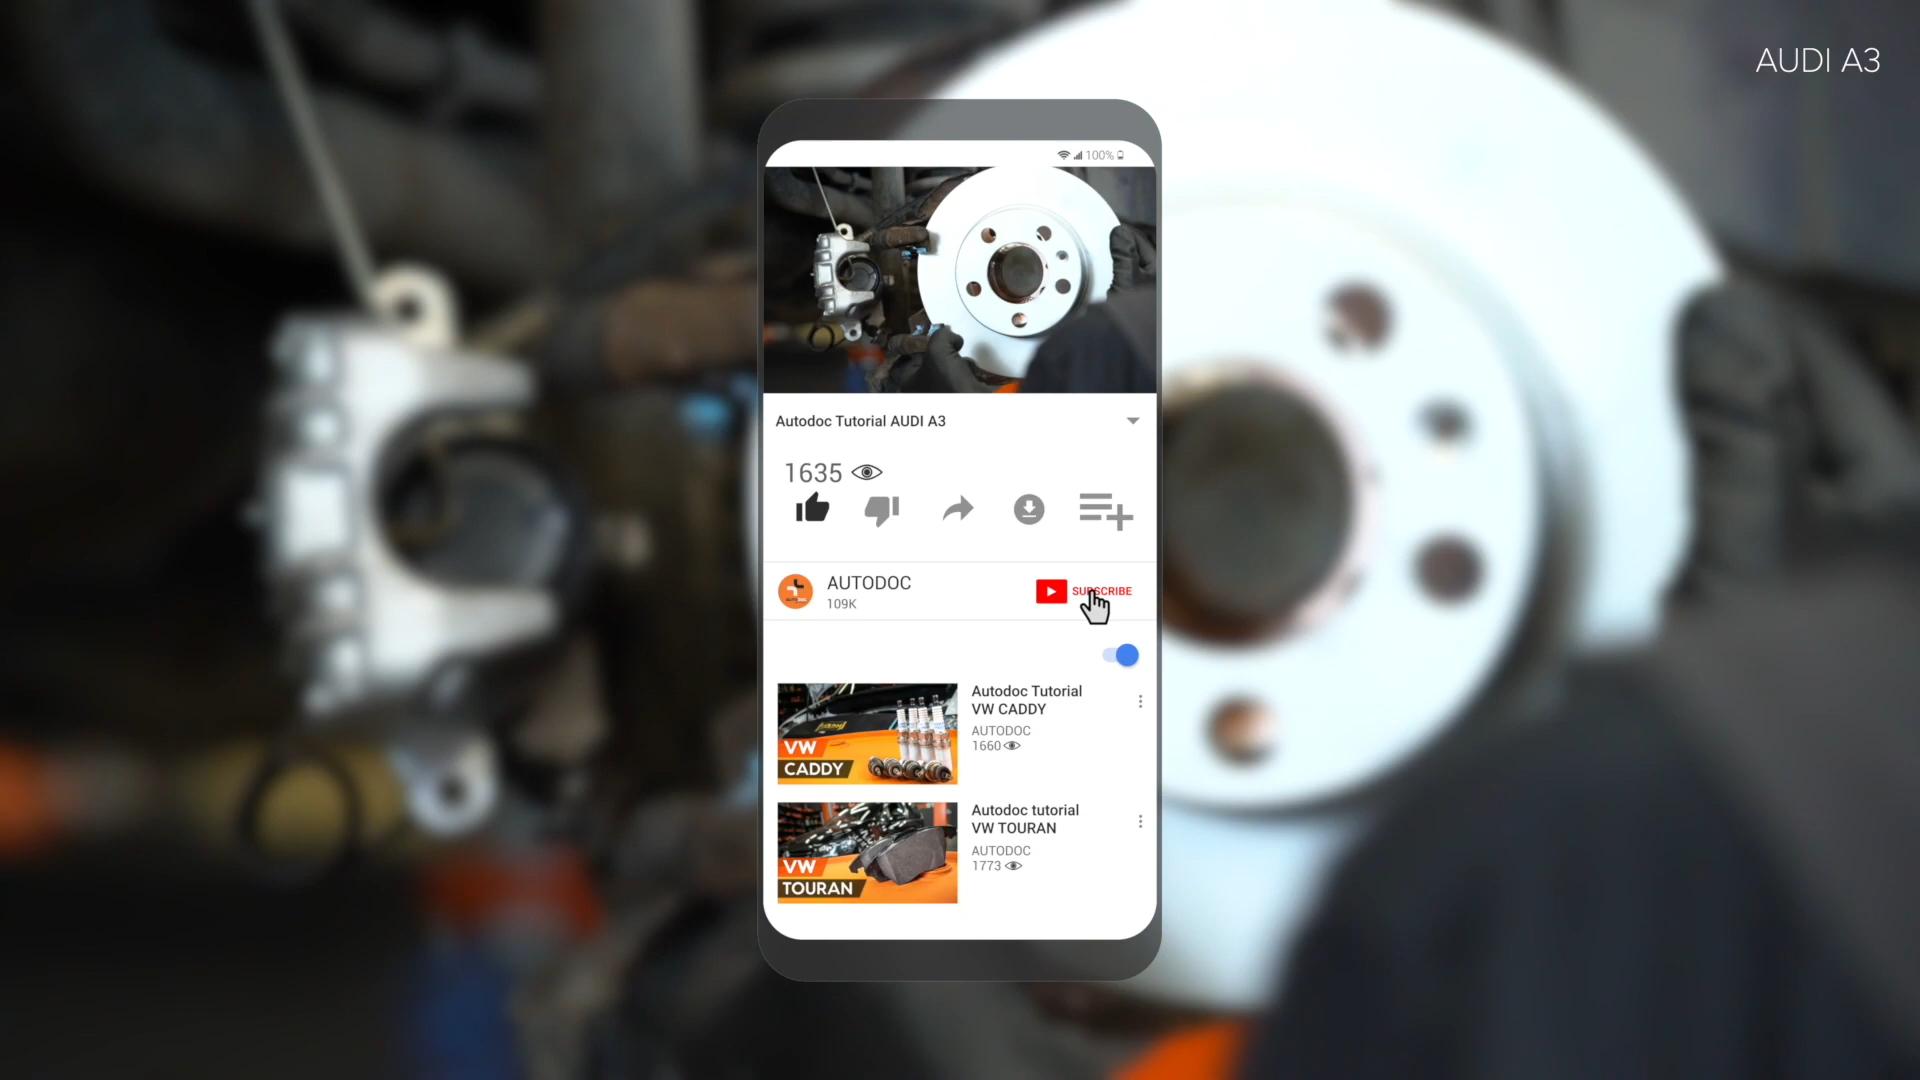 AUDI A3
100%
Autodoc Tutorial AUDI A3
1635
AUTODOC
109K
SUBSCRIBE
Autodoc Tutorial
VW CADDY
AUTODOC
1660
VW
CADDY
Autodoc tutorial
VW TOURAN
AUTODOC
1773
VW
TOURAN